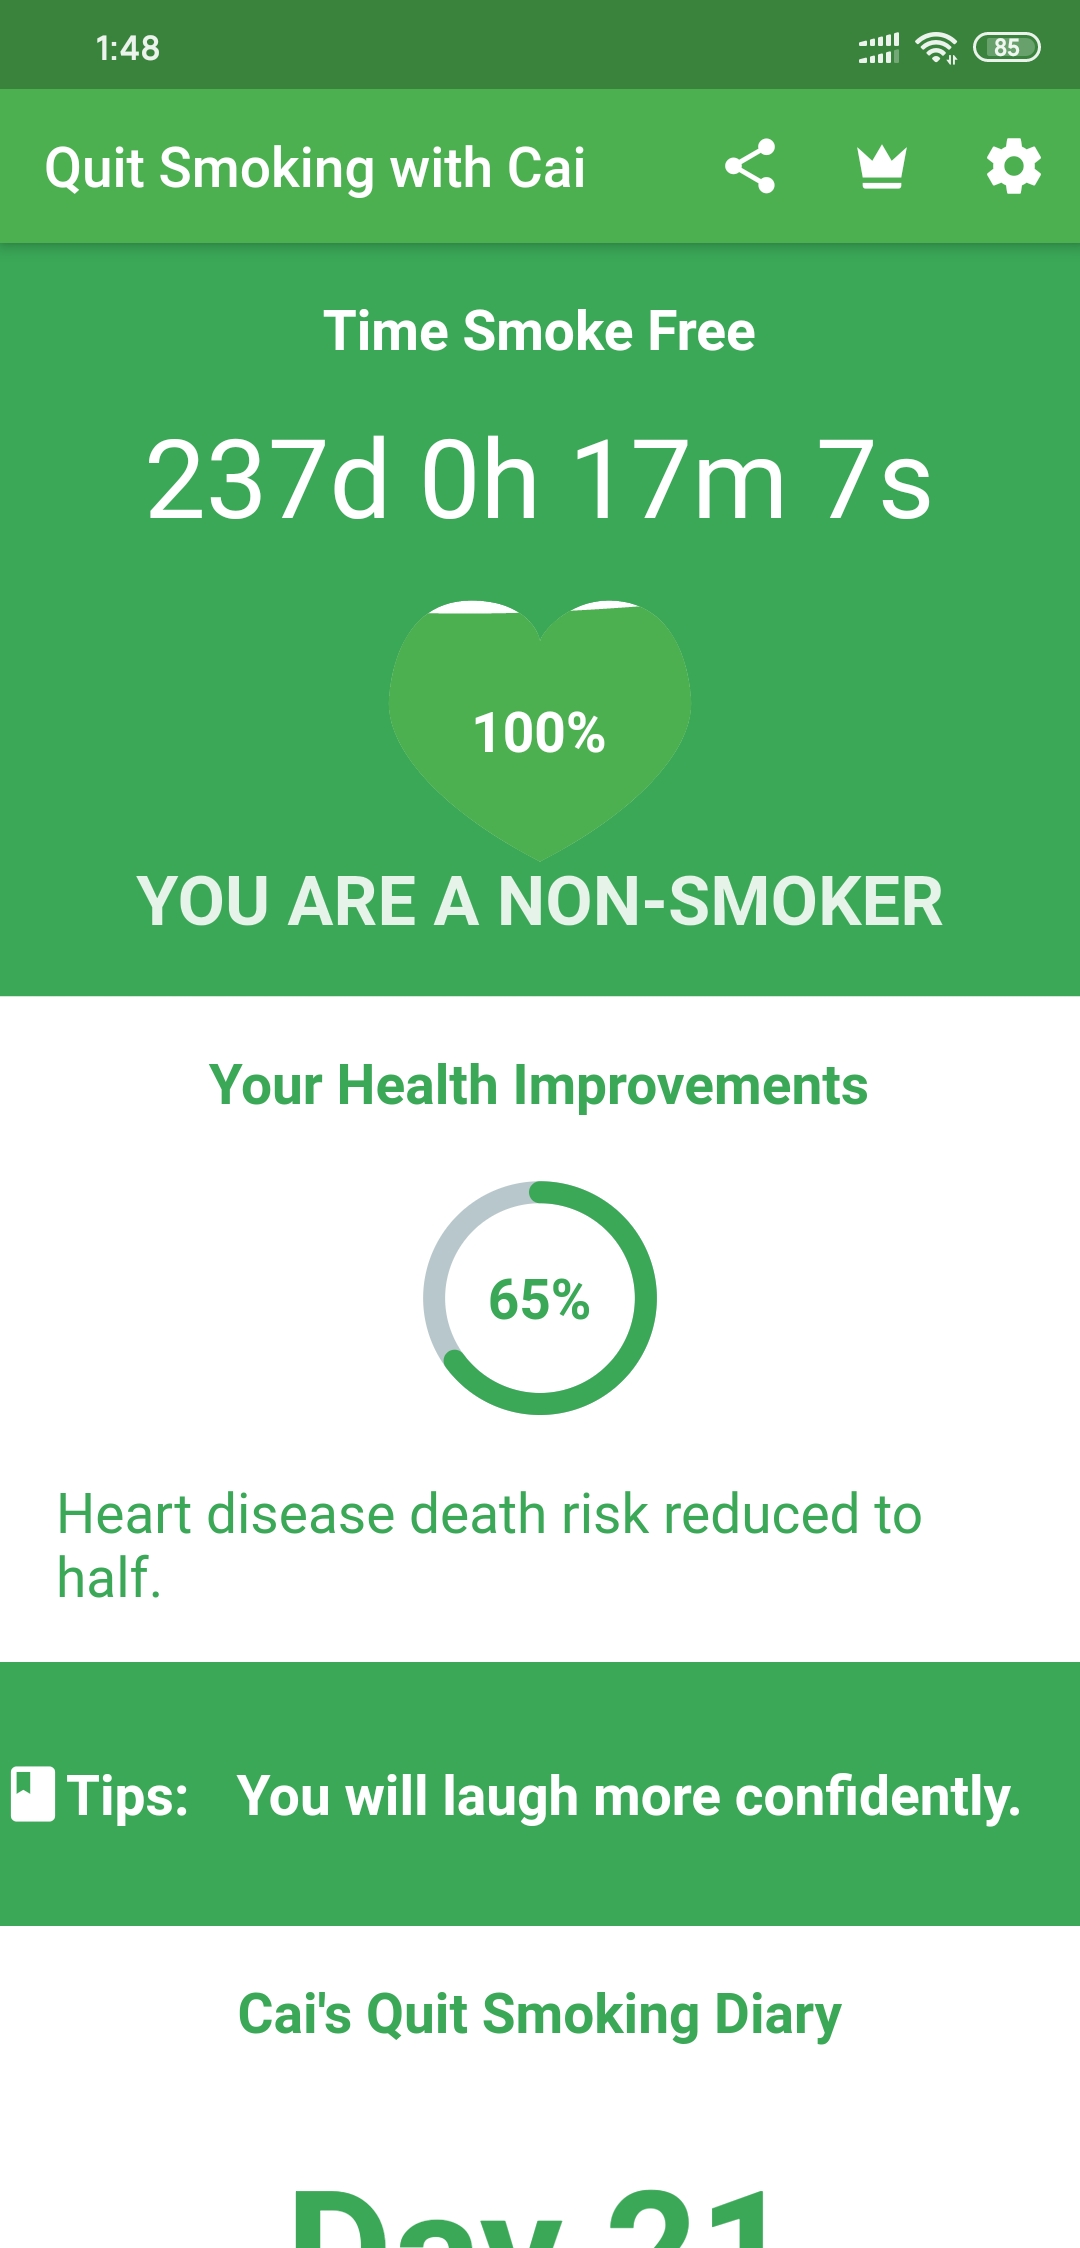 1:48
85
Quit Smoking with Cai
Time Smoke Free
237d 0h 17m 7s
100%
YOU ARE A NON-SMOKER
Your Health Improvements
65%
Heart disease death risk reduced to
half.
Tips: You will laugh more confidently.
Cai's Quit Smoking Diary
Day 21